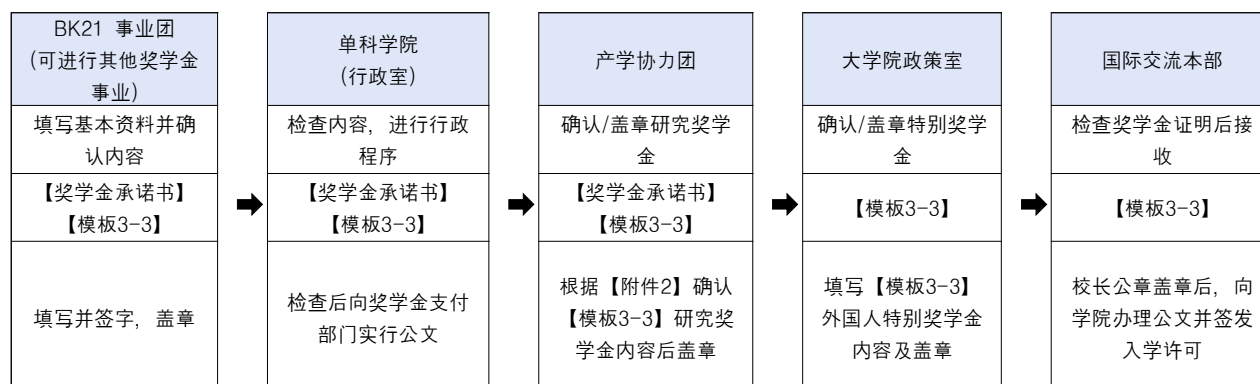 BK21 事业团
(可进行其他奖学金
事业)
填写基本资料并确
认内容
【奖学金承诺书】
【模板3-3】
填写并签字，盖章
单科学院
(行政室)
检查内容，进行行政
程序
【奖学金承诺书】
【模板3-3】
检查后向奖学金支付
部门实行公文
产学协力团
确认/盖章研究奖学
金
【奖学金承诺书】
【模板3-3】
根据【附件2】确认
【模板3-3】研究奖
学金内容后盖章
大学院政策室
确认/盖章特别奖学
金
【模板3-3】
填写【模板3-3】
外国人特别奖学金
内容及盖章
国际交流本部
检查奖学金证明后接
收
【模板3-3】
校长公章盖章后，向
学院办理公文并签发
入学许可